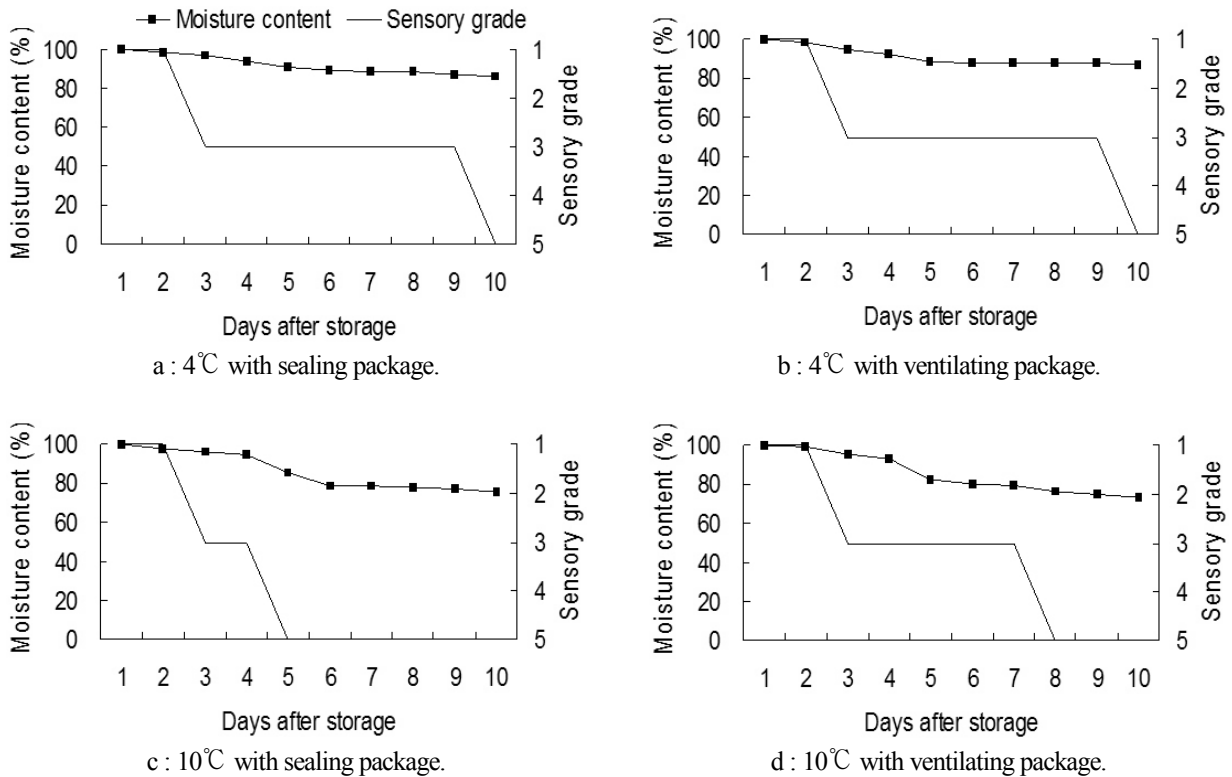 Moisture content Sensory grade
Moisture content (%)
100
80
60
40
20
0
1
2
3
4
5
Sensory grade
1 2 3 4 5 6 7 8 9 10
Days after storage
a : 4℃ with sealing package.
Moisture content (%)
100
80
60
40
20
0
1
2
3
4
5
Sensory grade
1 2 3 4 5 6 7 8 9 10
Days after storage
b : 4℃ with ventilating package.
Moisture content (%)
100
80
60
40
20
0
1
2
3
4
5
Sensory grade
1 2 3 4 5 6 7 8 9 10
Days after storage
c : 10℃ with sealing package.
Moisture content (%)
100
80
60
40
20
0
1
2
3
4
5
Sensory grade
1 2 3 4 5 6 7 8 9 10
Days after storage
d : 10℃ with ventilating package.